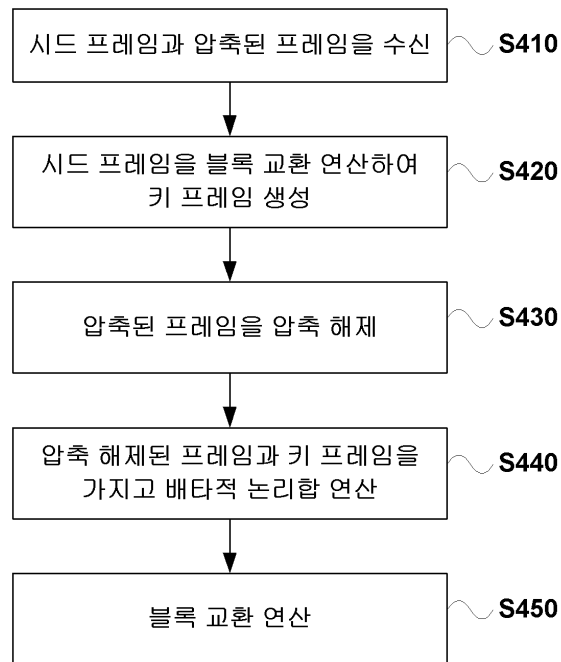 시드 프레임과 압축된 프레임을 수신
S410
시드 프레임을 블록 교환 연산하여
키 프레임 생성
S420
압축된 프레임을 압축 해제
S430
압축 해제된 프레임과 키 프레임을
가지고 배타적 논리합 연산
S440
블록 교환 연산
S450